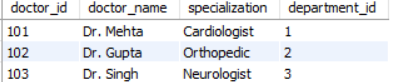 doctor_id doctor_name specialization department_id
101 Dr. Mehta Cardiologist 1
102 Dr. Gupta Orthopedic 2
103 Dr. Singh Neurologist 3